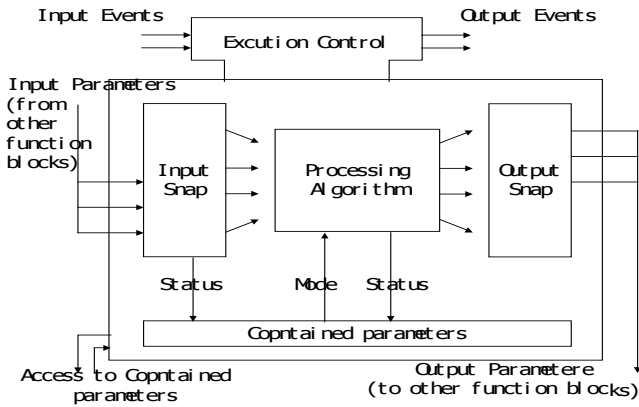 Input Events
Output Events
Excution Control
Input Parameters
(from
other
function
blocks)
Input
Snap
Processing
Algorithm
Output
Snap
Status
Mode
Status
Copntained parameters
Access to Copntained
parameters
Output Parametere
(to other function blocks)